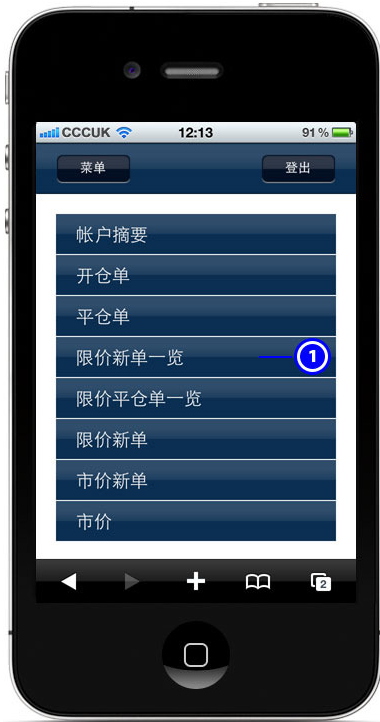 CCCUK 12:13 91%
菜单 登出
帐户摘要
开仓单
平仓单
限价新单一览
1
限价平仓单一览
限价新单
市价新单
市价
2